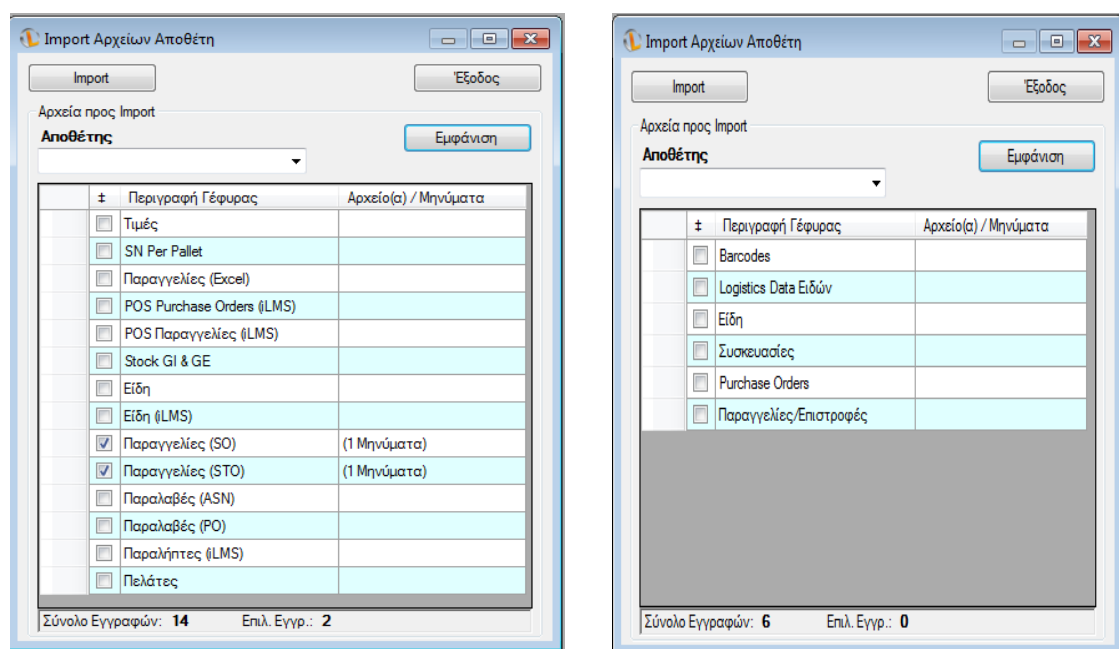 Import Αρχείων Αποθέτη
Import Έξοδος
Αρχεία προς Import
Αποθέτης Εμφάνιση
‡ Περιγραφή Γέφυρας Αρχείο(α) / Μηνύματα
Τιμές
SN Per Pallet
Παραγγελίες (Excel)
POS Purchase Orders (iLMS)
POS Παραγγελίες (iLMS)
Stock GI & GE
Είδη
Είδη (iLMS)
Παραγγελίες (SO) (1 Μηνύματα)
Παραγγελίες (STO) (1 Μηνύματα)
Παραλαβές (ASN)
Παραλαβές (PO)
Παραλήπτες (iLMS)
Πελάτες
Σύνολο Εγγραφών: 14 Επιλ. Εγγρ.: 2
Import Αρχείων Αποθέτη
Import Έξοδος
Αρχεία προς Import
Αποθέτης Εμφάνιση
‡ Περιγραφή Γέφυρας Αρχείο(α) / Μηνύματα
Barcodes
Logistics Data Ειδών
Είδη
Συσκευασίες
Purchase Orders
Παραγγελίες/Επιστροφές
Σύνολο Εγγραφών: 6 Επιλ. Εγγρ.: 0